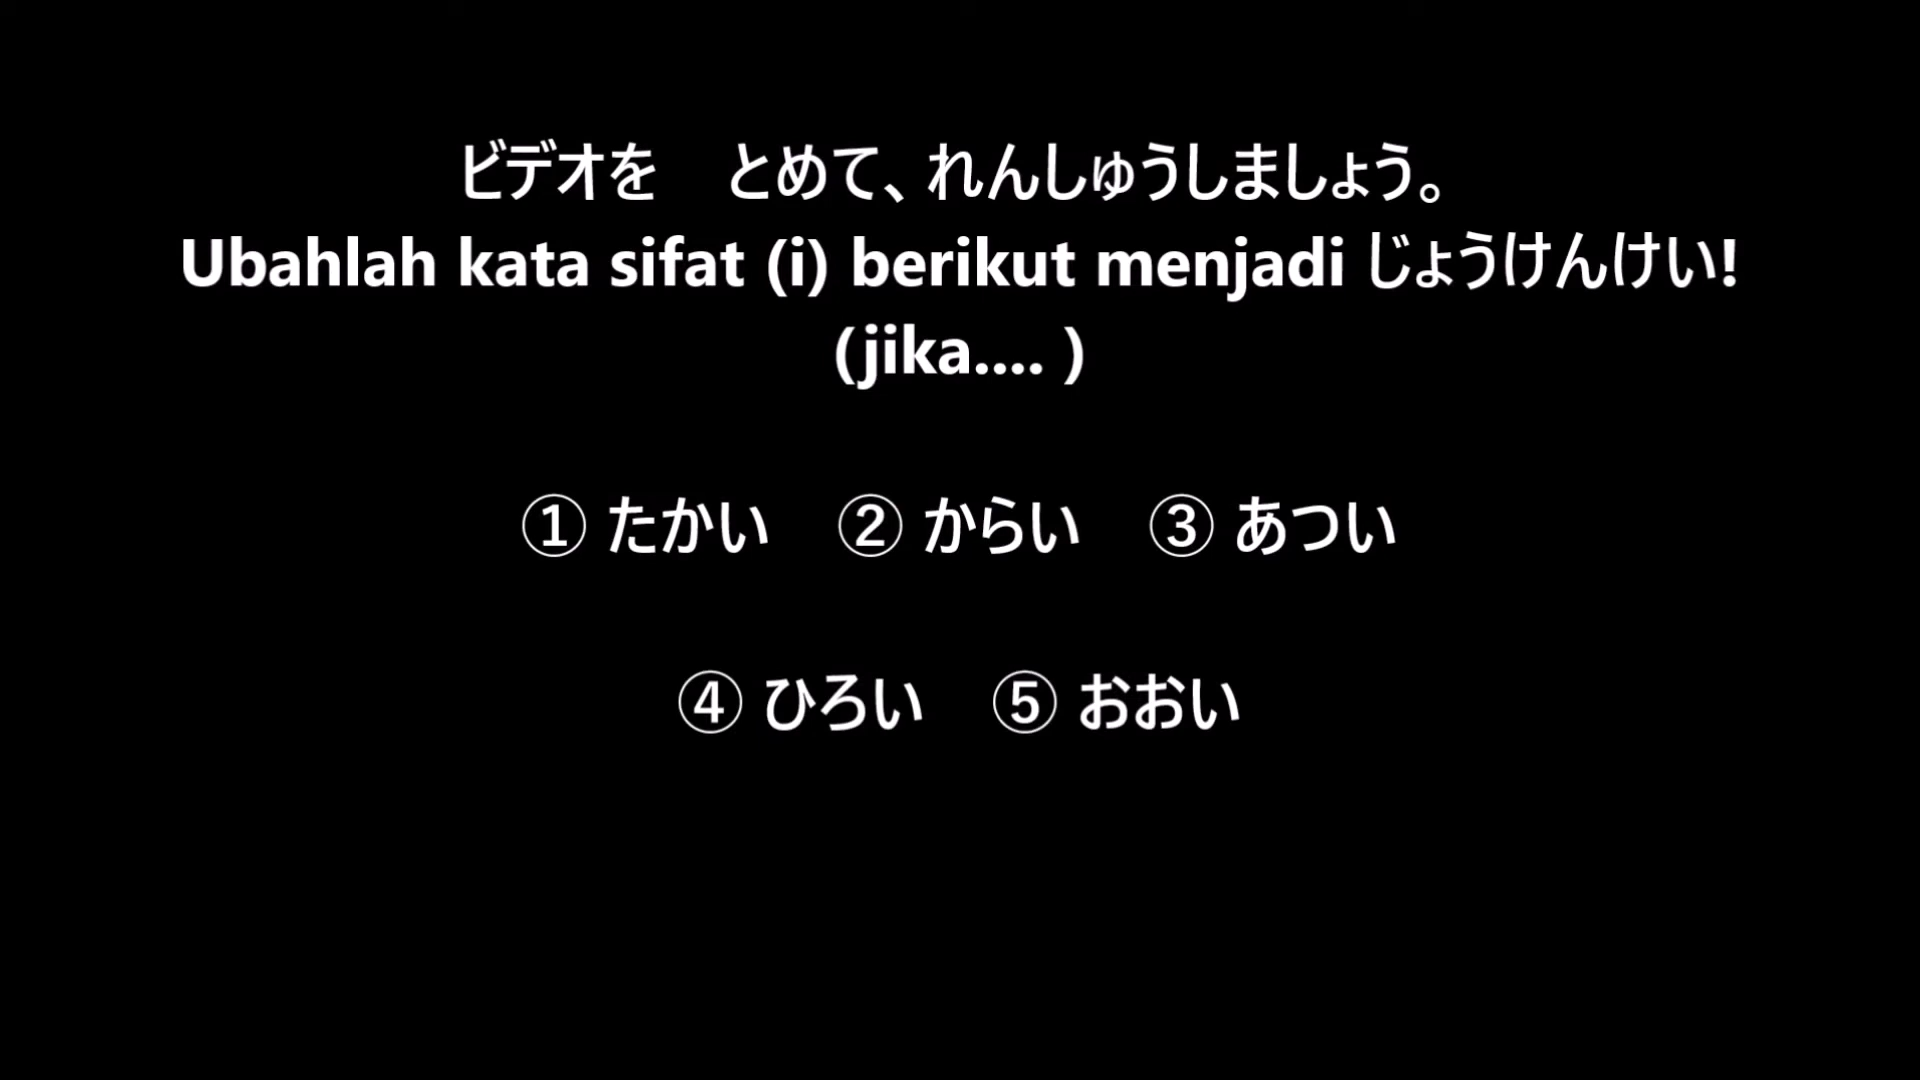 ビデオを　とめて、れんしゅうしましょう。
Ubahlah kata sifat (i) berikut menjadi じょうけんけい!
(jika.... )
① たかい　② からい　③ あつい
④ ひろい　⑤ おおい